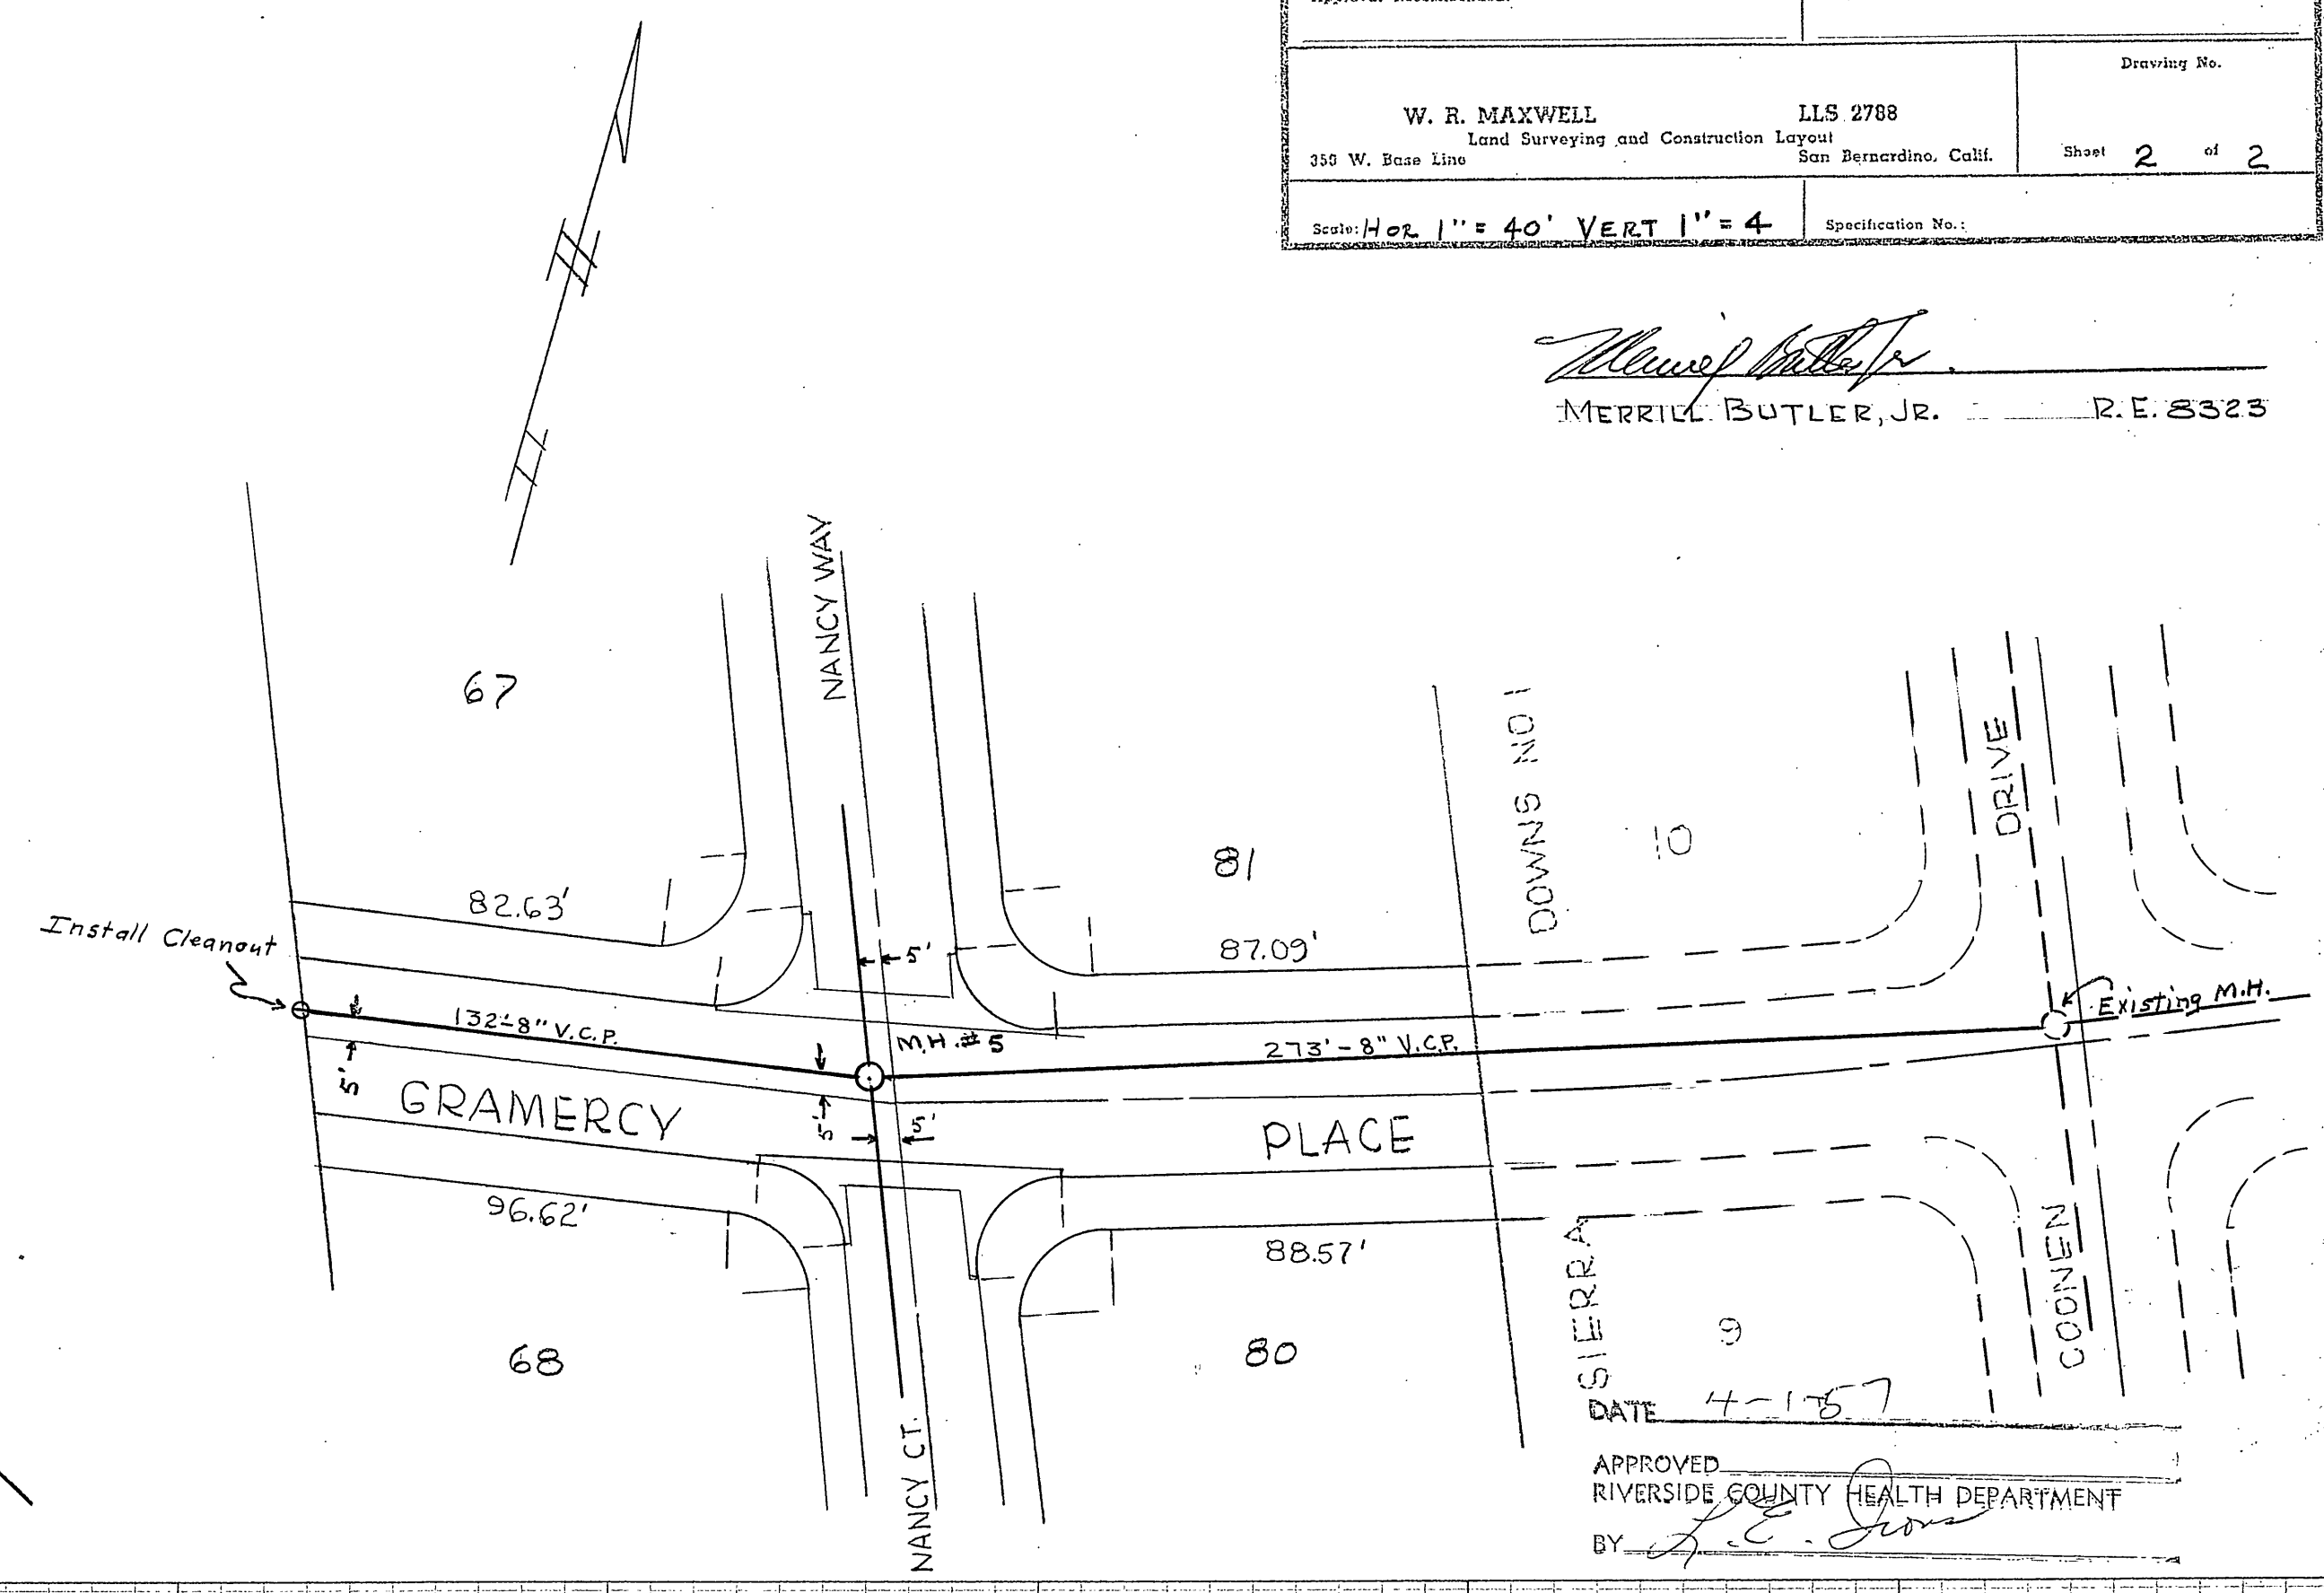 Drawing No.
W. R. MAXWELL LLS 2788
Land Surveying and Construction Layout
350 W. Base Line San Bernardino, Calif.
Sheet 2 of 2
Scale: HOR 1" = 40' VERT 1" = 4
Specification No.:
MERRILL BUTLER, JR. R.E. 8323
NANCY WAY
67
DOWNS NO 1
DRIVE
10
81
82.63'
Install Cleanout
87.09'
5'
Existing M.H.
132'-8" V.C.P.
M.H. #5
273'-8" V.C.P.
5'
GRAMERCY
5'
5'
PLACE
96.62'
88.57'
SIERRA
COONEN
68
80
9
NANCY CT.
DATE 4-1-57
APPROVED
RIVERSIDE COUNTY HEALTH DEPARTMENT
BY L. E.